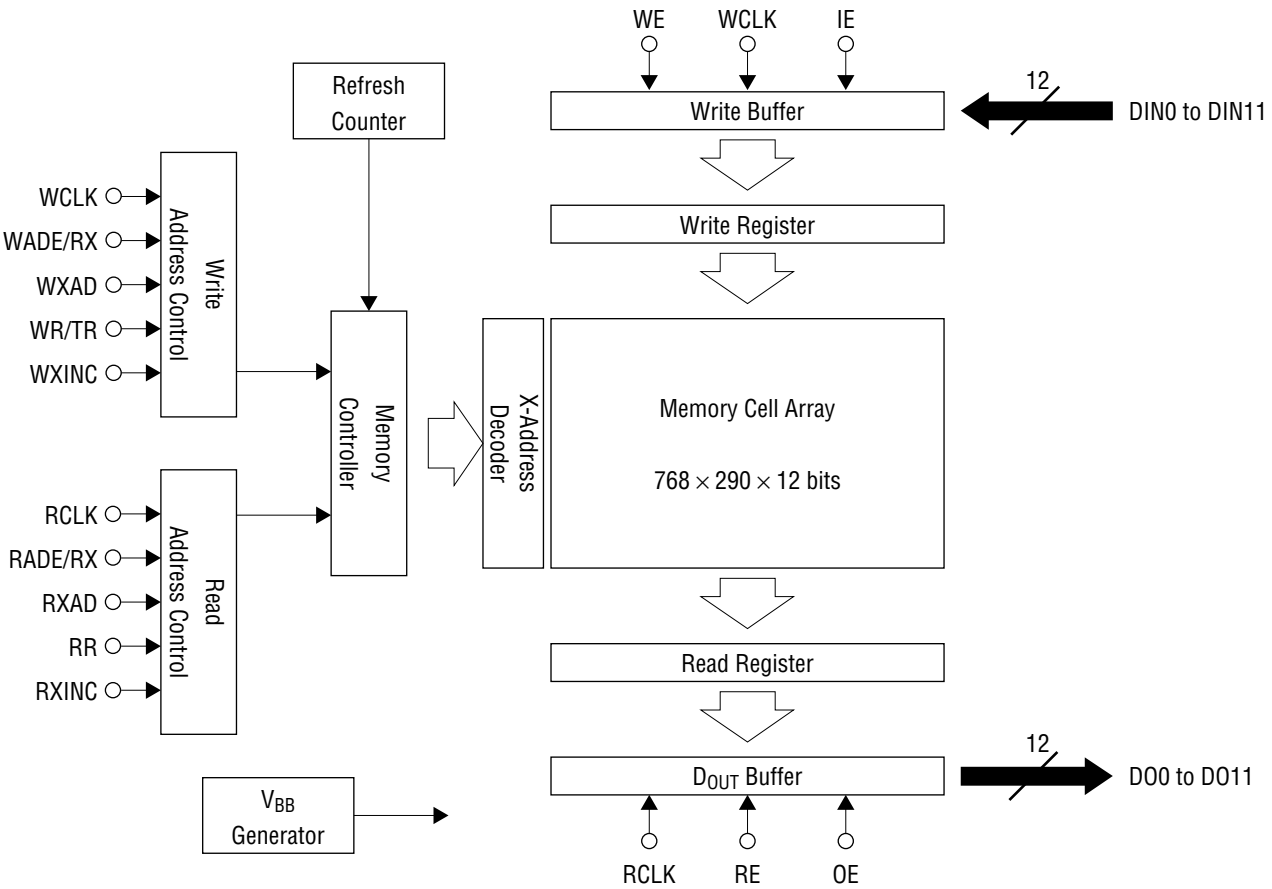 WE
WCLK
IE
Refresh
Counter
12
Write Buffer
DIN0 to DIN11
WCLK
WADE/RX
WXAD
WR/TR
WXINC
Write
Address Control
Write Register
Memory
Controller
X-Address
Decoder
Memory Cell Array
768 × 290 × 12 bits
RCLK
RADE/RX
RXAD
RR
RXINC
Read
Address Control
Read Register
12
DOUT Buffer
DO0 to DO11
VBB
Generator
RCLK
RE
OE